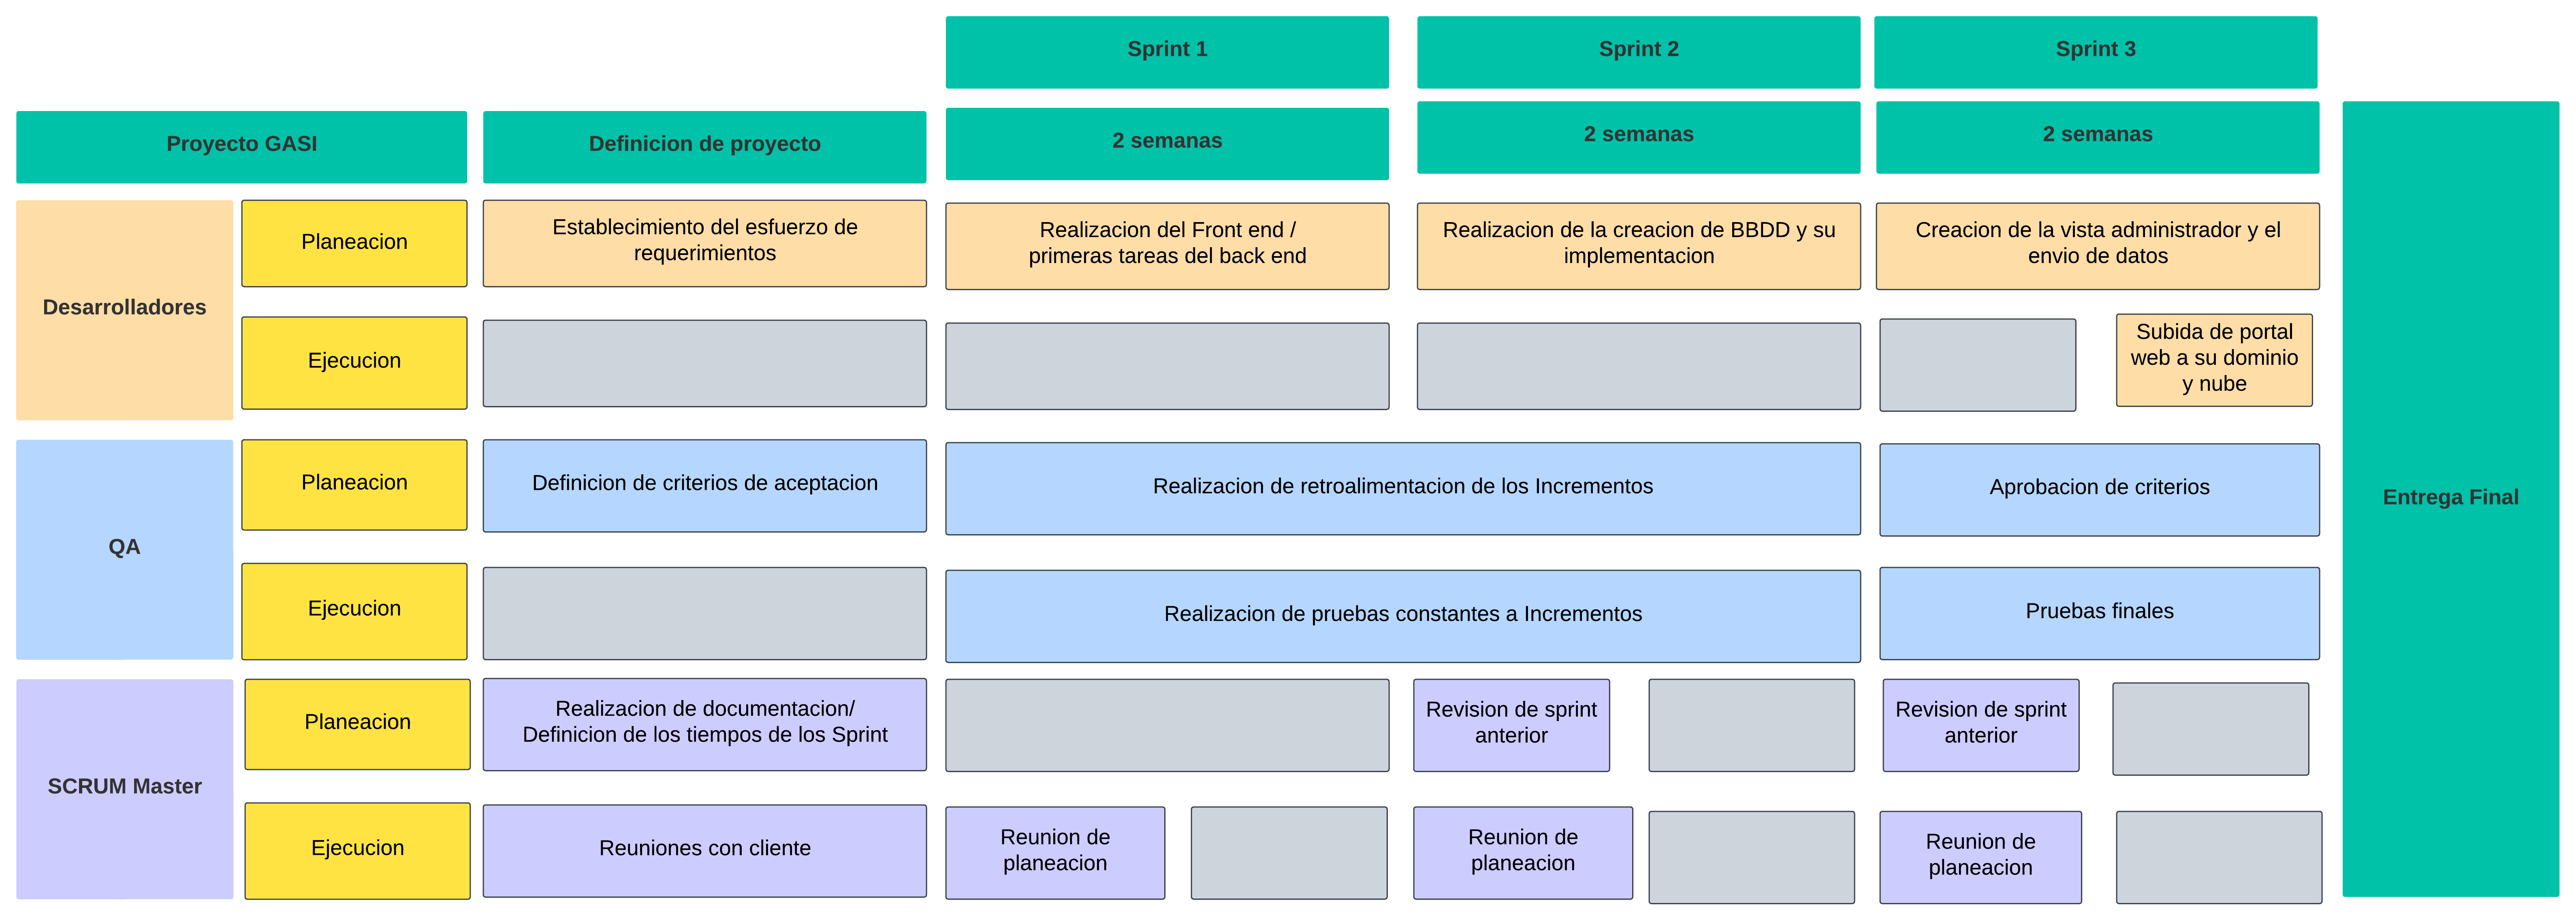 Sprint 1
Sprint 2
Sprint 3
Proyecto GASI
Definicion de proyecto
2 semanas
2 semanas
2 semanas
Desarrolladores
Planeacion
Establecimiento del esfuerzo de
requerimientos
Realizacion del Front end /
primeras tareas del back end
Realizacion de la creacion de BBDD y su
implementacion
Creacion de la vista administrador y el
envio de datos
Ejecucion
Subida de portal
web a su dominio
y nube
QA
Planeacion
Definicion de criterios de aceptacion
Realizacion de retroalimentacion de los Incrementos
Aprobacion de criterios
Ejecucion
Realizacion de pruebas constantes a Incrementos
Pruebas finales
SCRUM Master
Planeacion
Realizacion de documentacion/
Definicion de los tiempos de los Sprint
Revision de sprint
anterior
Revision de sprint
anterior
Ejecucion
Reuniones con cliente
Reunion de
planeacion
Reunion de
planeacion
Reunion de
planeacion
Entrega Final